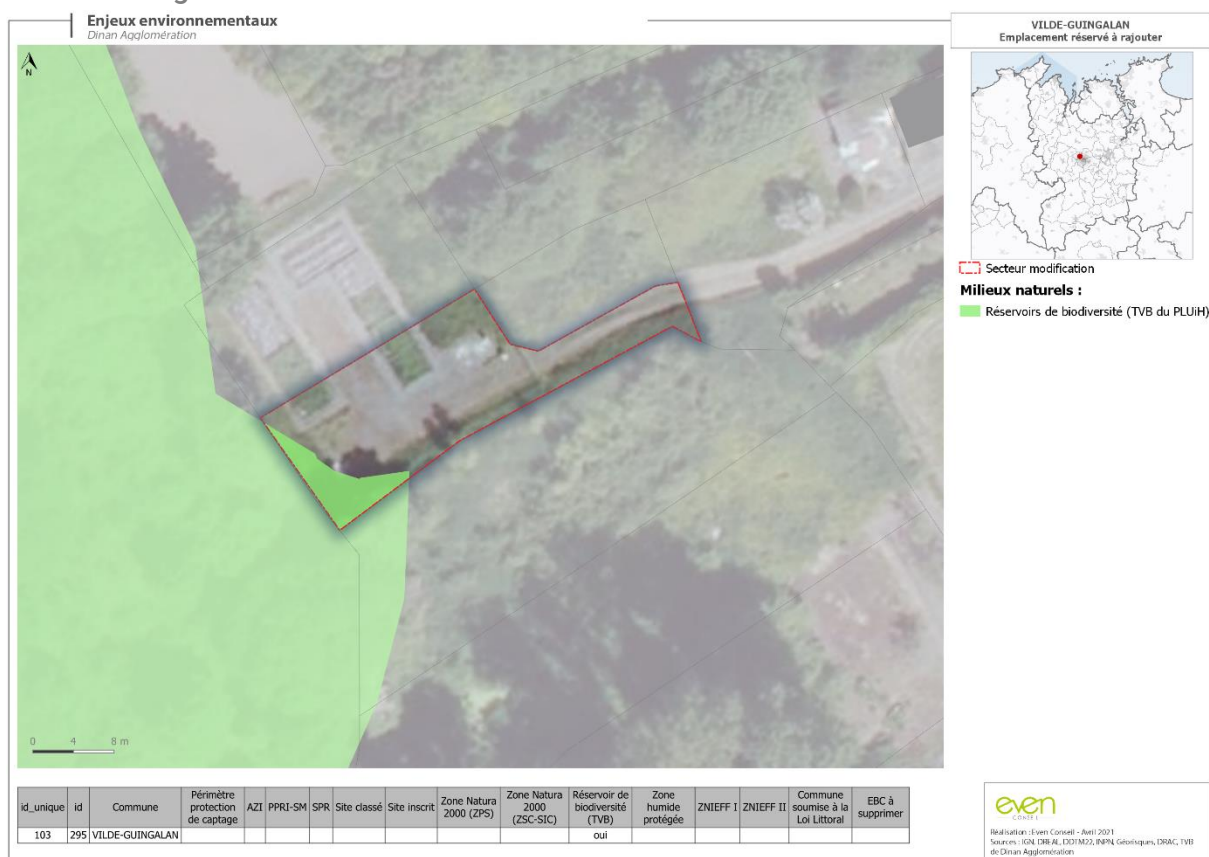 Enjeux environnementaux
Dinan Agglomération
N
0 4 8 m
VILDE-GUINGALAN
Emplacement réservé à rajouter
Secteur modification
Milieux naturels :
Réservoirs de biodiversité (TVB du PLUiH)
id_unique id Commune Périmètre protection de captage AZI PPRI-SM SPR Site classé Site inscrit Zone Natura 2000 (ZPS) Zone Natura 2000 (ZSC-SIC) Réservoir de biodiversité (TVB) Zone humide protégée ZNIEFF I ZNIEFF II Commune soumise à la Loi Littoral EBC à supprimer
103 295 VILDE-GUINGALAN oui
even
CONSEIL
Réalisation : Even Conseil - Avril 2021
Sources : IGN, DREAL, DDTM22, INPN, Géorisques, DRAC, TVB
de Dinan Agglomération